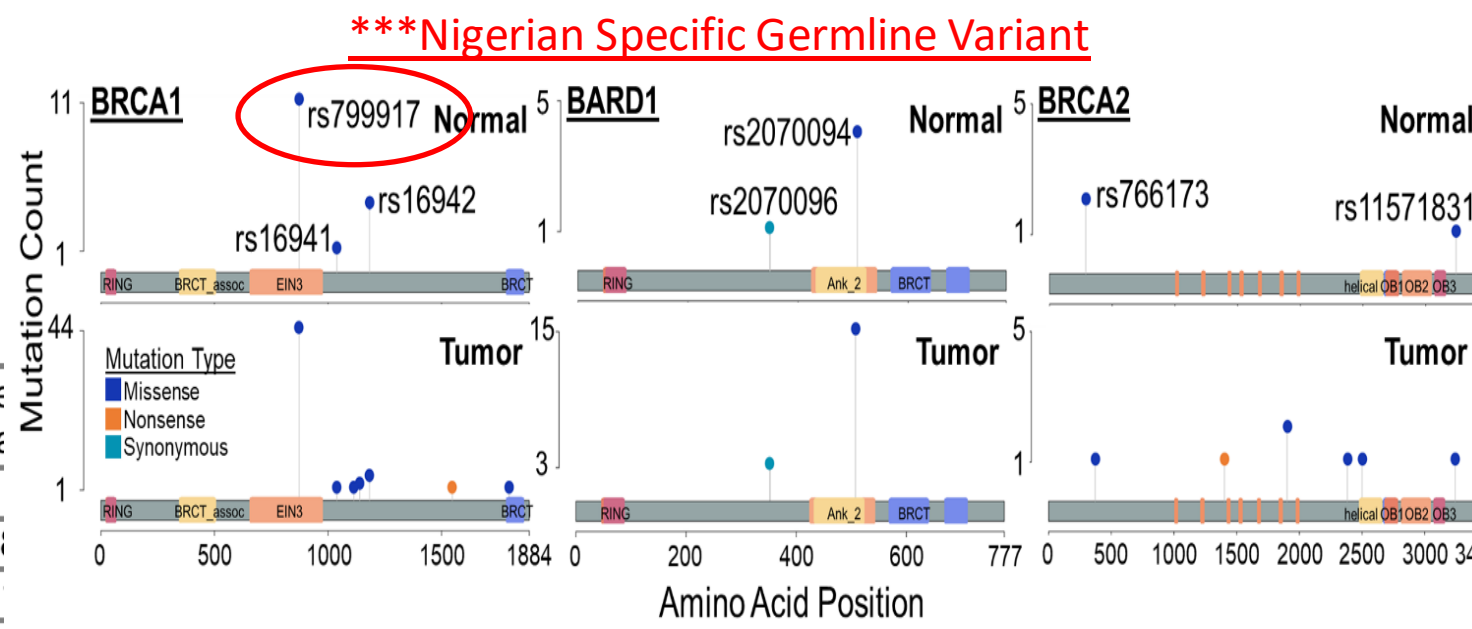 ***Nigerian Specific Germline Variant
Mutation Count
11
BRCA1
rs799917
Normal
rs16942
rs16941
1
RING
BRCT_assoc
EIN3
BRCT
5
BARD1
Normal
rs2070094
rs2070096
1
RING
Ank_2
BRCT
5
BRCA2
Normal
rs766173
rs11571831
1
helical OB1 OB2 OB3
44
Tumor
Mutation Type
Missense
Nonsense
Synonymous
1
RING
BRCT_assoc
EIN3
BRCT
0 500 1000 1500 1884
15
Tumor
3
RING
Ank_2
BRCT
0 200 400 600 777
5
Tumor
1
helical OB1 OB2 OB3
0 500 1000 1500 2000 2500 3000 34
Amino Acid Position